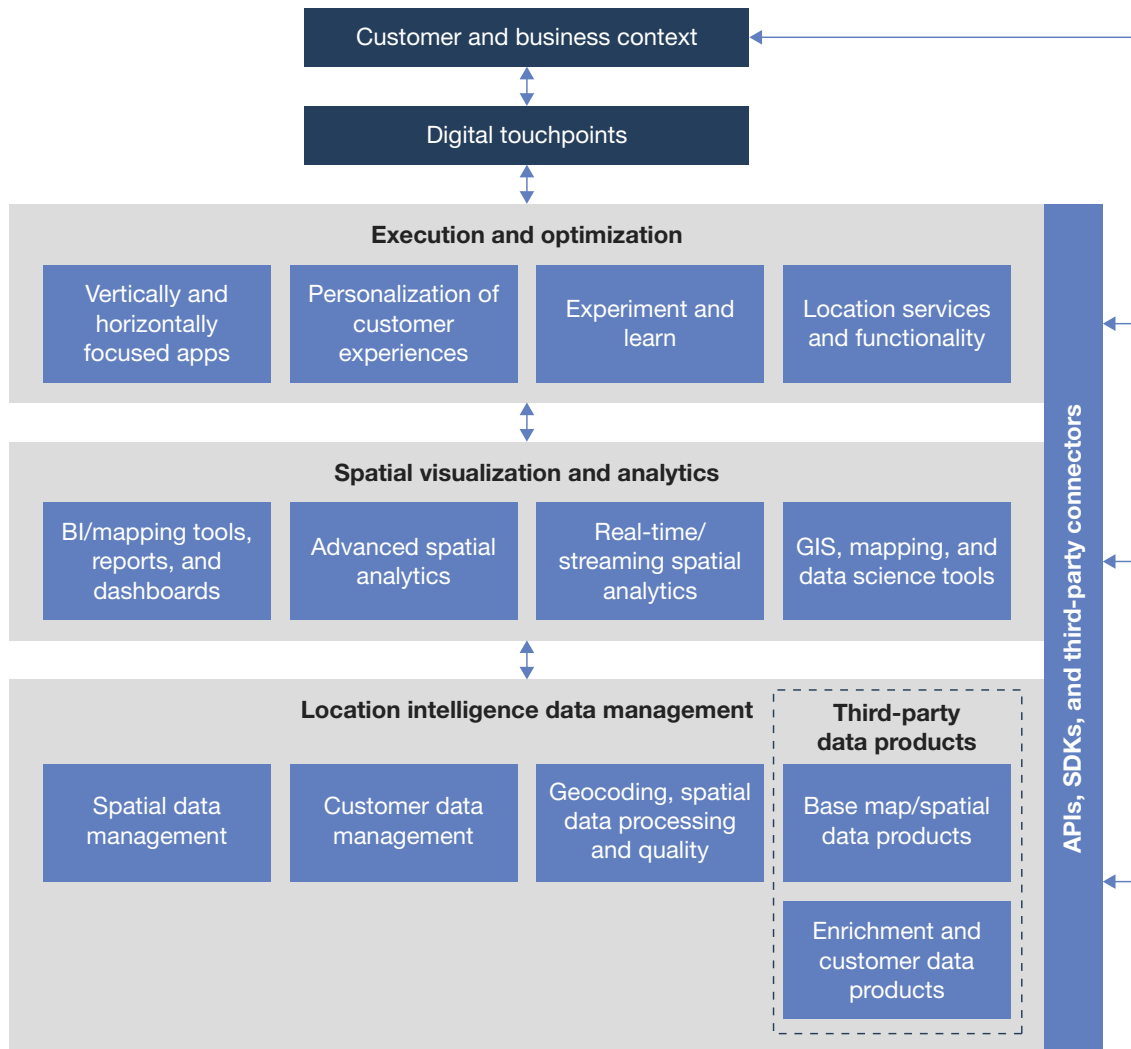 Customer and business context
Digital touchpoints
Execution and optimization
Vertically and
horizontally
focused apps
Personalization of
customer
experiences
Experiment and
learn
Location services
and functionality
Spatial visualization and analytics
BI/mapping tools,
reports, and
dashboards
Advanced spatial
analytics
Real-time/
streaming spatial
analytics
GIS, mapping, and
data science tools
Location intelligence data management
Third-party
data products
Spatial data
management
Customer data
management
Geocoding, spatial
data processing
and quality
Base map/spatial
data products
Enrichment and
customer data
products
APIs, SDKs, and third-party connectors